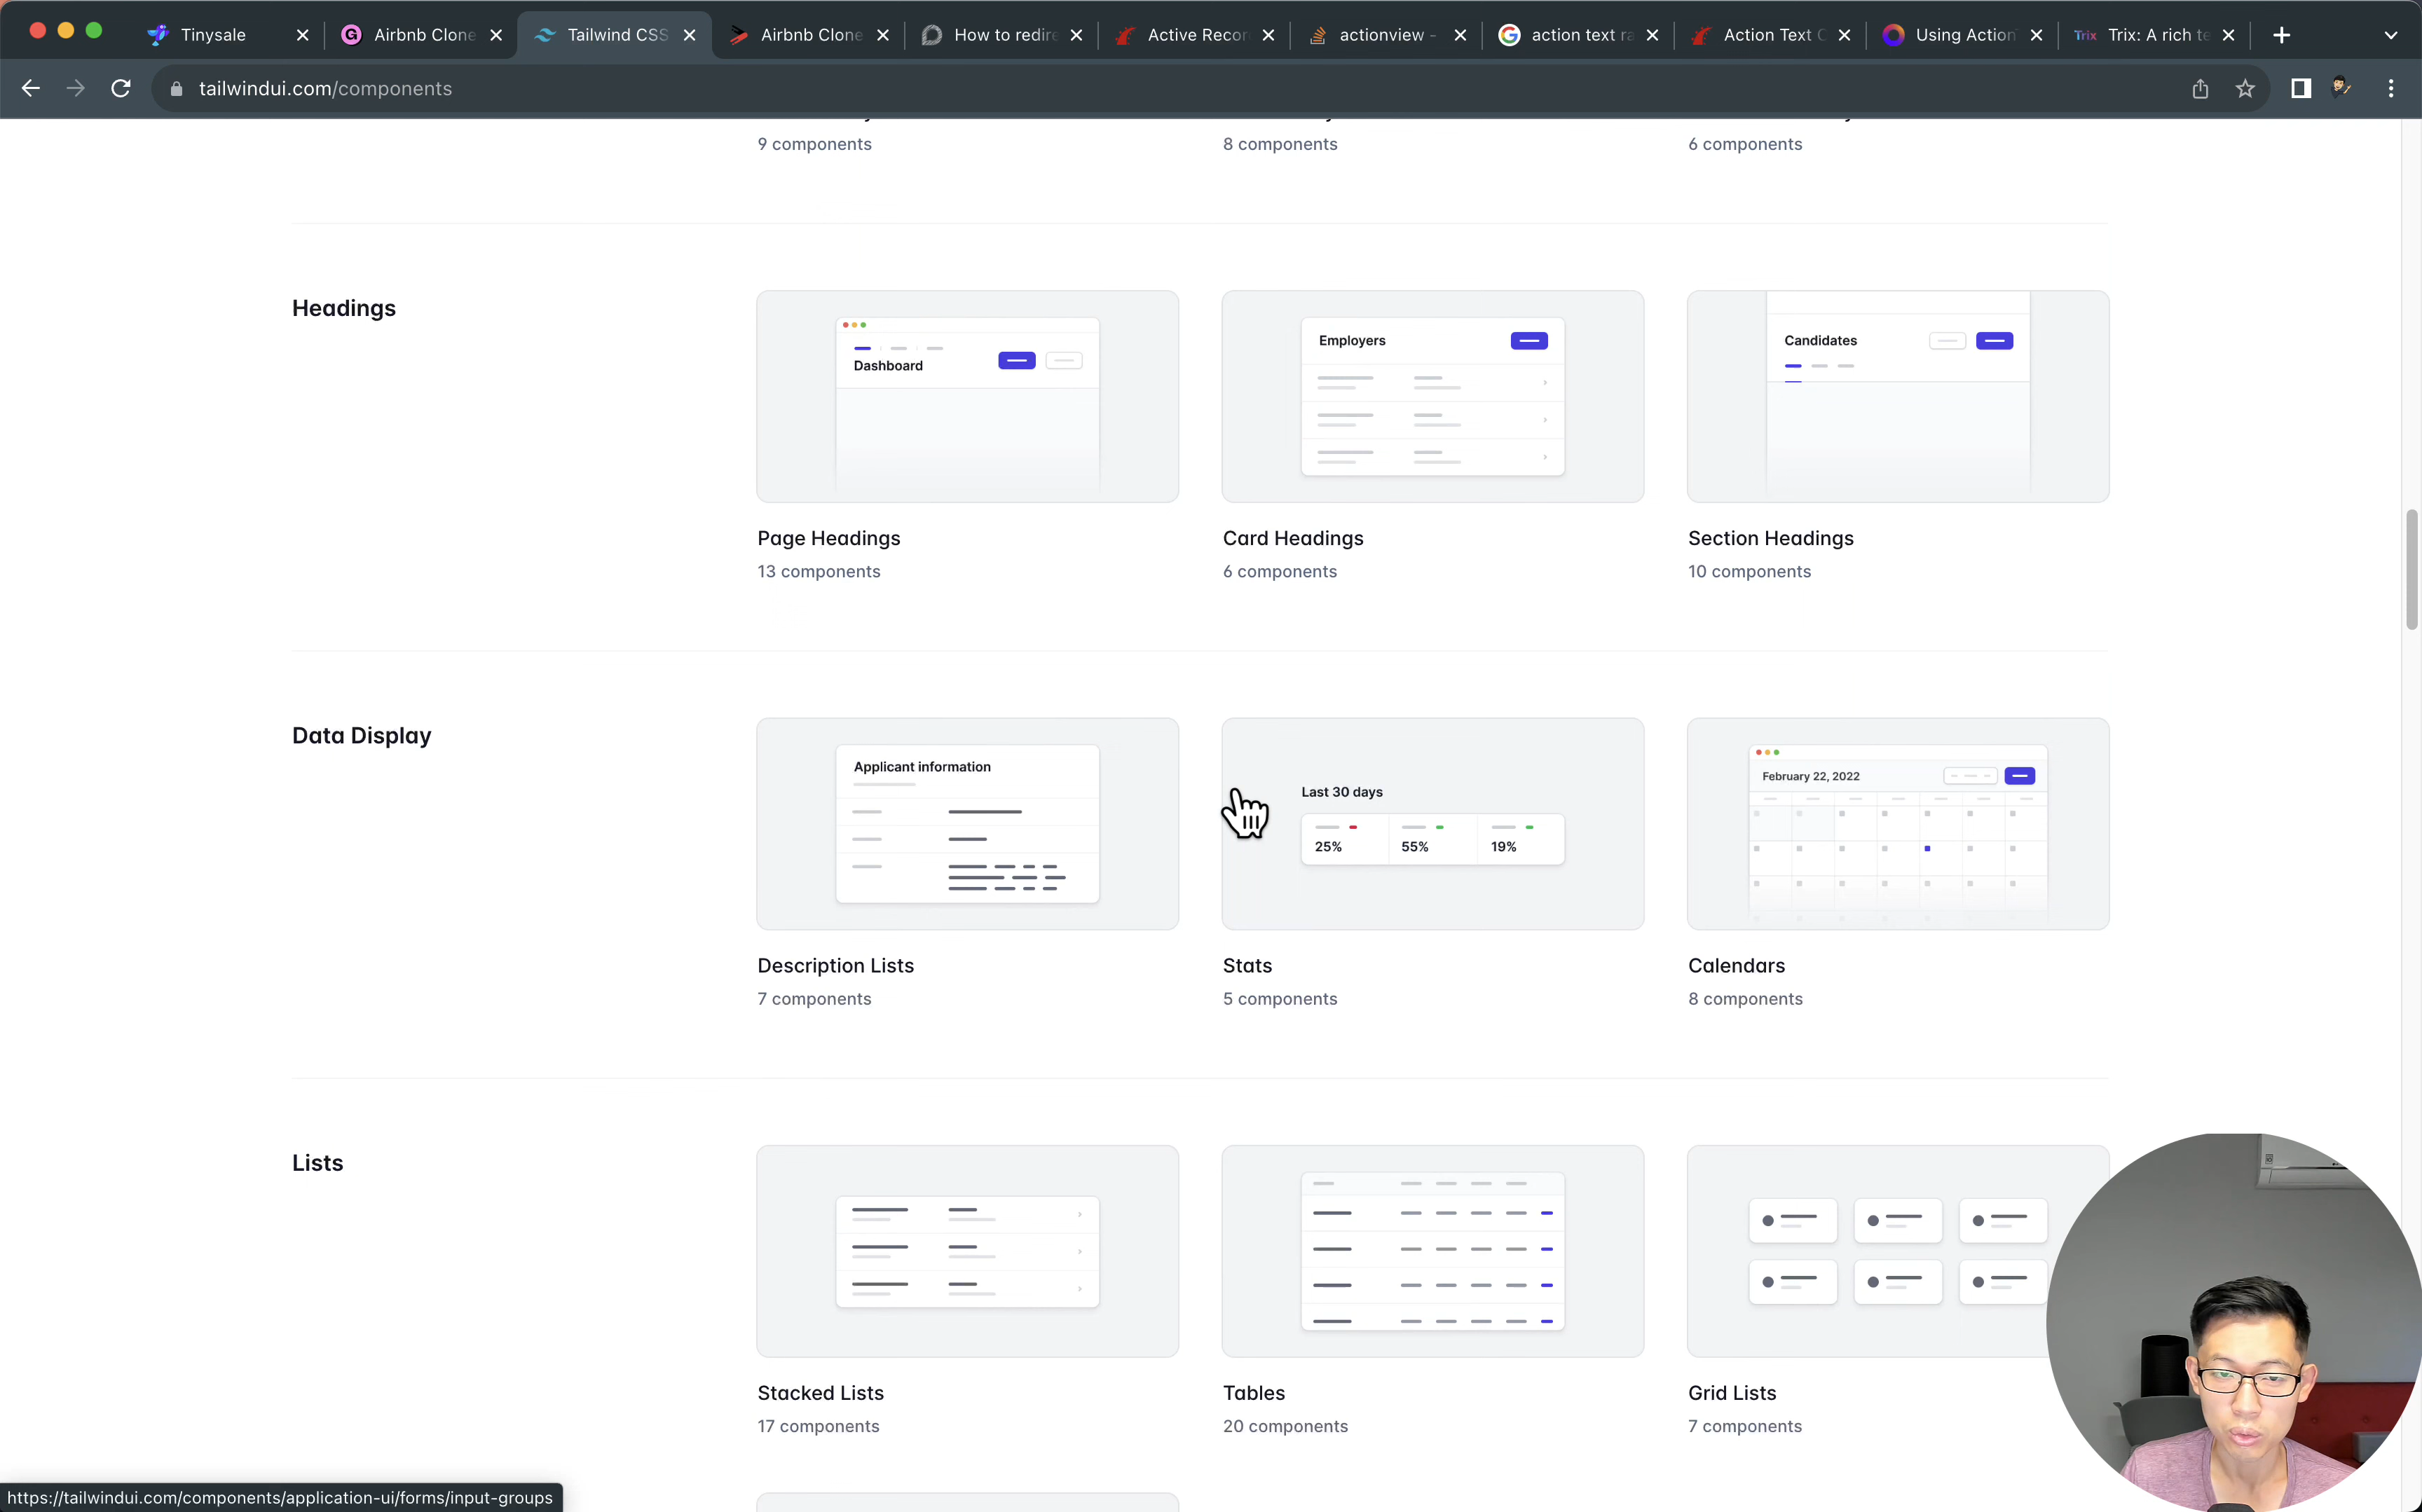 Tinysale
Airbnb Clone
Tailwind CSS
Airbnb Clone
How to redire
Active Recor
actionview -
action text ra
Action Text
Using Action
Trix: A rich te
tailwindui.com/components
9 components
8 components
6 components
Headings
Dashboard
Employers
Candidates
Page Headings
Card Headings
Section Headings
13 components
6 components
10 components
Data Display
Applicant information
Last 30 days
25%
55%
19%
February 22, 2022
Description Lists
Stats
Calendars
7 components
5 components
8 components
Lists
Stacked Lists
Tables
Grid Lists
17 components
20 components
7 components
https://tailwindui.com/components/application-ui/forms/input-groups